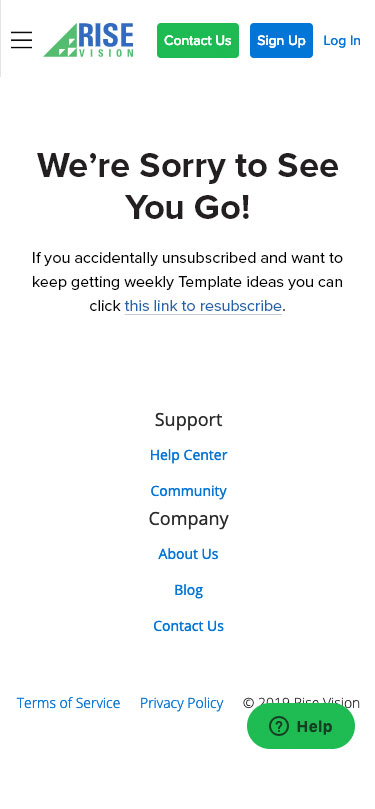 RISE
VISION
Contact Us
Sign Up
Log In
We’re Sorry to See
You Go!
If you accidentally unsubscribed and want to
keep getting weekly Template ideas you can
click this link to resubscribe.
Support
Help Center
Community
Company
About Us
Blog
Contact Us
Terms of Service
Privacy Policy
© 2019 Rise Vision
Help